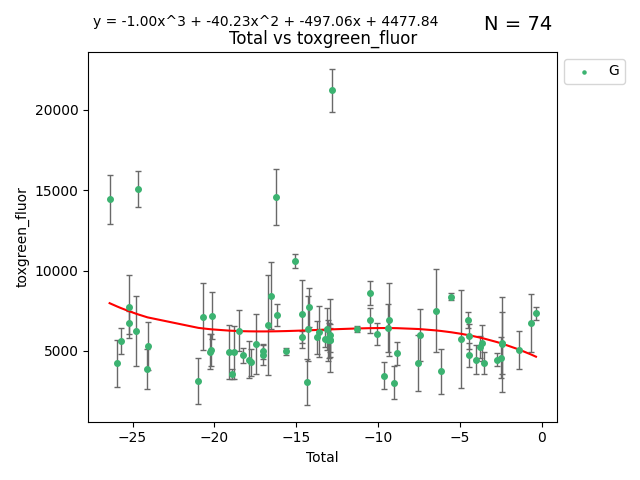 y = -1.00x^3 + -40.23x^2 + -497.06x + 4477.84
N = 74
Total vs toxgreen_fluor
G
toxgreen_fluor
20000
15000
10000
5000
−25
−20
−15
−10
−5
0
Total